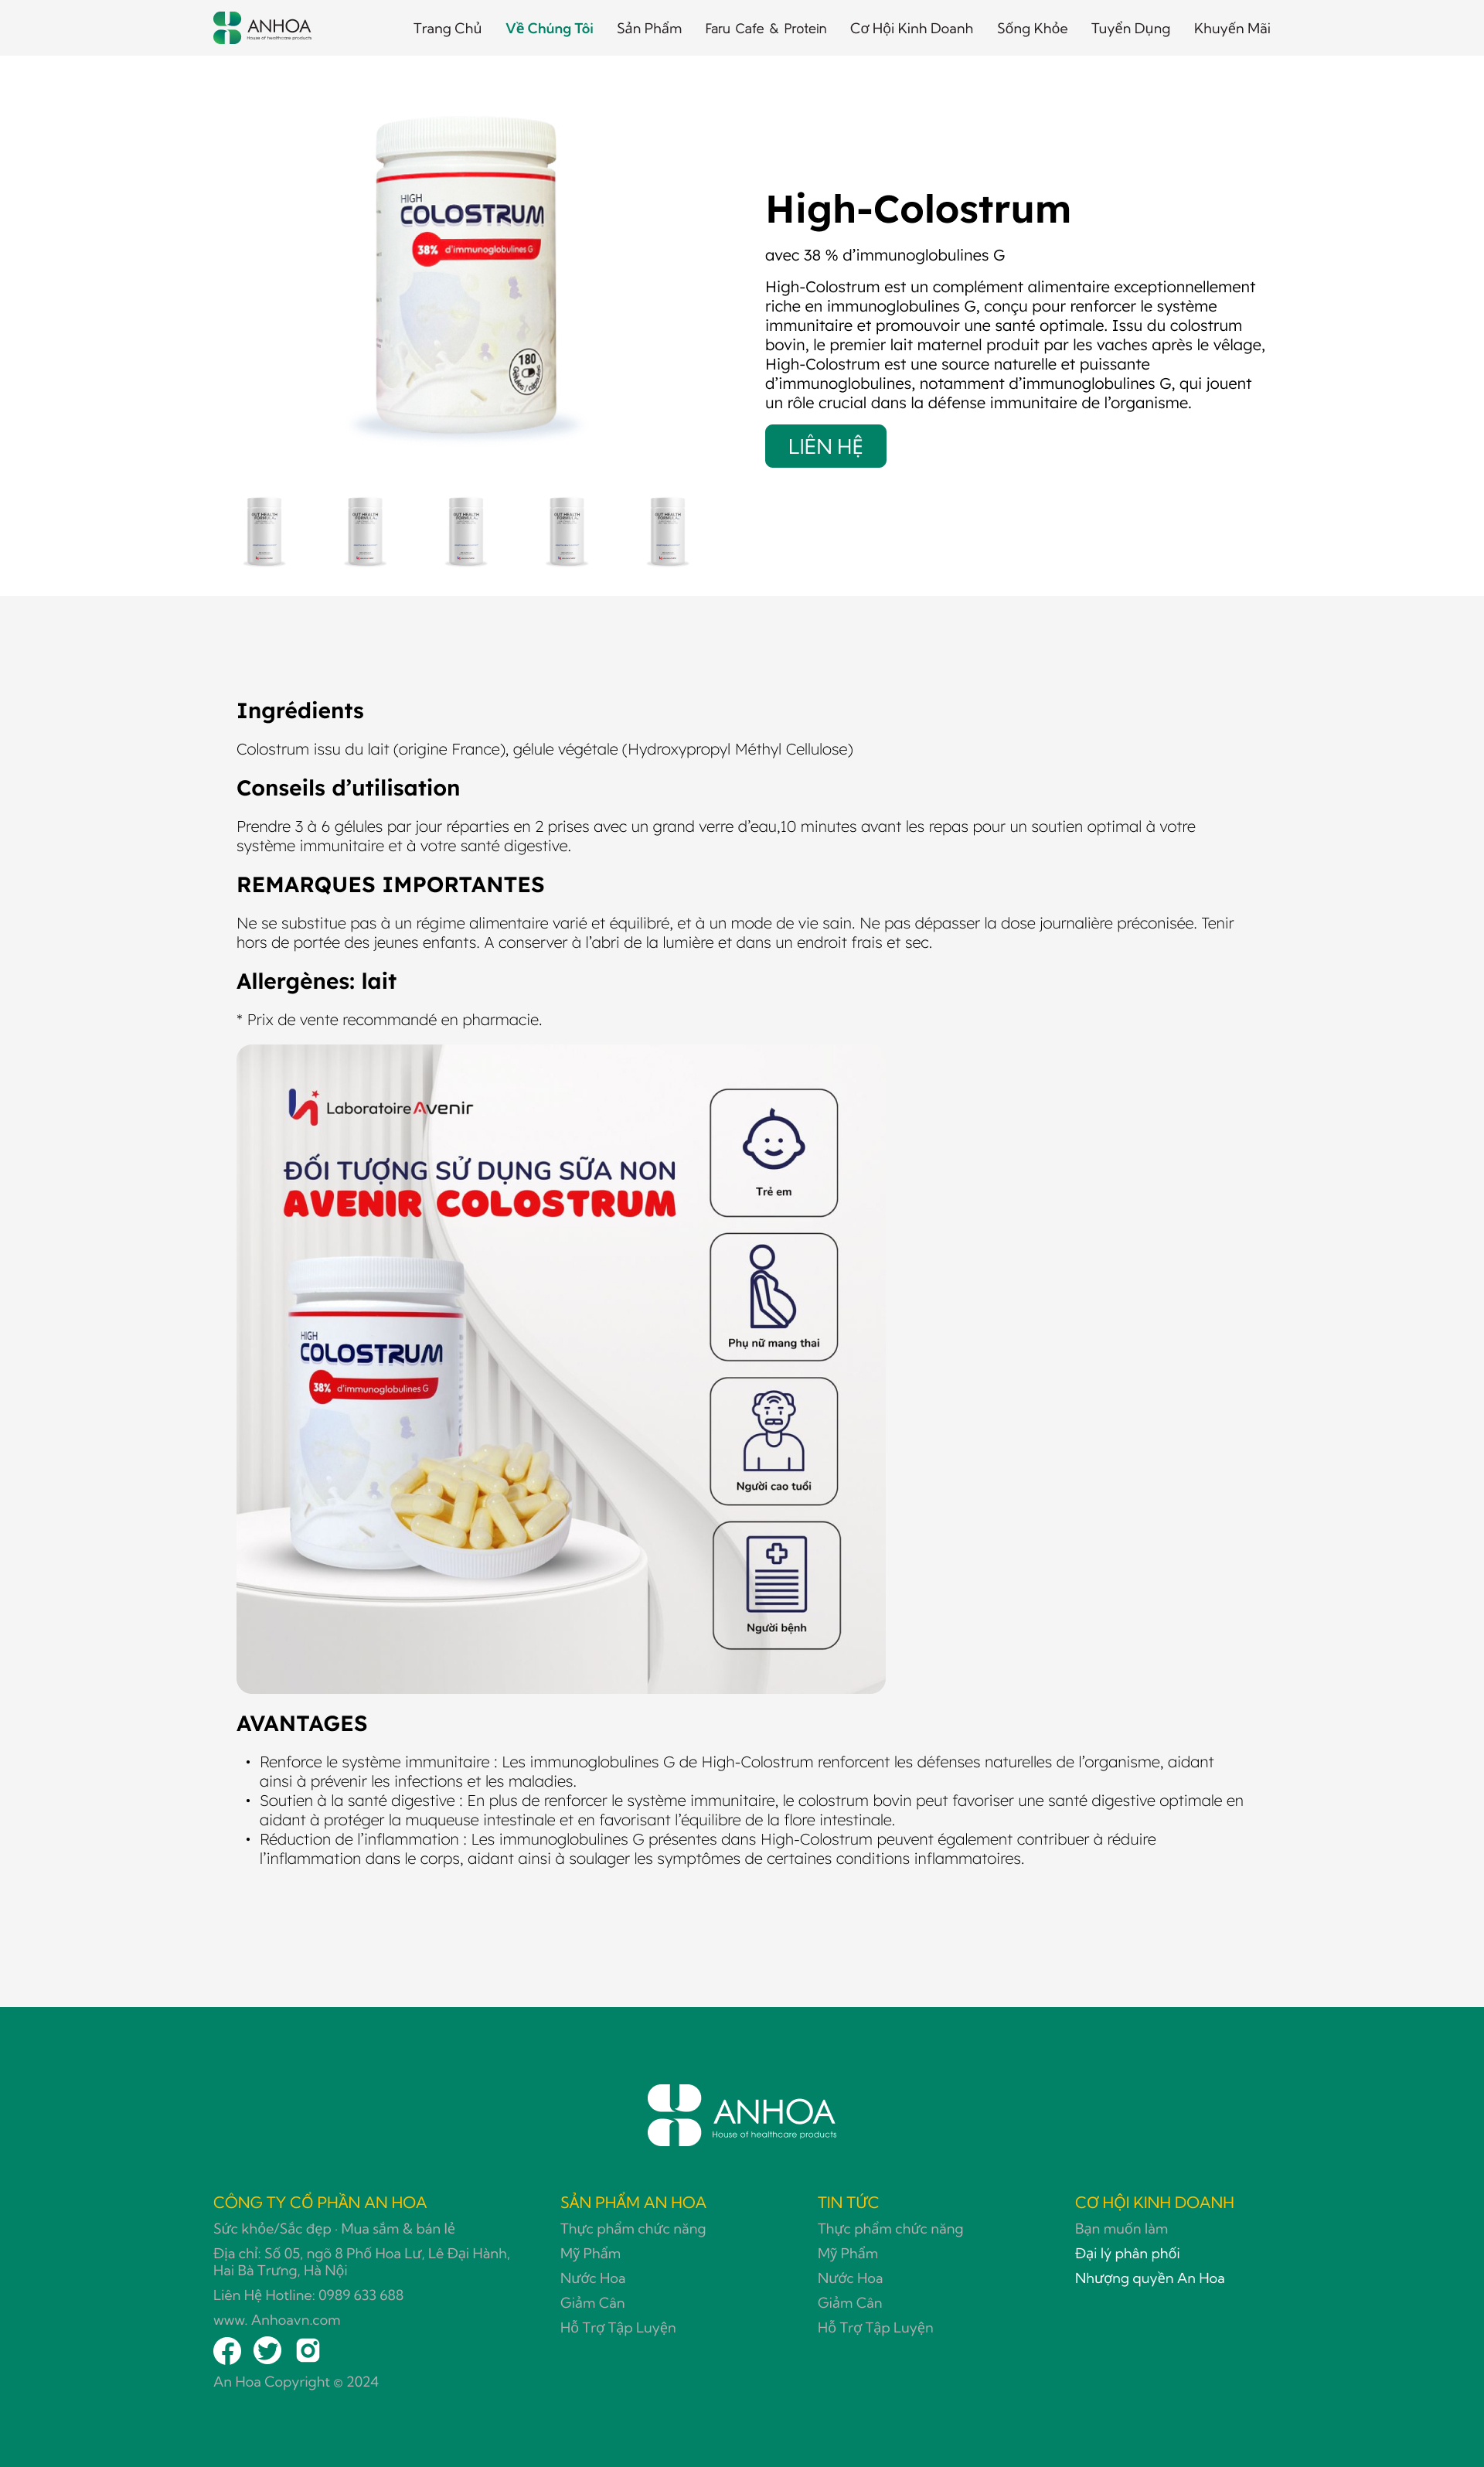 ANHOA
House of healthcare products
Trang Chủ
Về Chúng Tôi
Sản Phẩm
Faru Cafe & Protein
Cơ Hội Kinh Doanh
Sống Khỏe
Tuyển Dụng
Khuyến Mãi
HIGH
COLOSTRUM
38% d'immunoglobulines G
180
High-Colostrum
avec 38 % d’immunoglobulines G
High-Colostrum est un complément alimentaire exceptionnellement
riche en immunoglobulines G, conçu pour renforcer le système
immunitaire et promouvoir une santé optimale. Issu du colostrum
bovin, le premier lait maternel produit par les vaches après le vêlage,
High-Colostrum est une source naturelle et puissante
d’immunoglobulines, notamment d’immunoglobulines G, qui jouent
un rôle crucial dans la défense immunitaire de l’organisme.
LIÊN HỆ
GUT HEALTH
GUT HEALTH
GUT HEALTH
GUT HEALTH
GUT HEALTH
Ingrédients
Colostrum issu du lait (origine France), gélule végétale (Hydroxypropyl Méthyl Cellulose)
Conseils d’utilisation
Prendre 3 à 6 gélules par jour réparties en 2 prises avec un grand verre d’eau,10 minutes avant les repas pour un soutien optimal à votre
système immunitaire et à votre santé digestive.
REMARQUES IMPORTANTES
Ne se substitue pas à un régime alimentaire varié et équilibré, et à un mode de vie sain. Ne pas dépasser la dose journalière préconisée. Tenir
hors de portée des jeunes enfants. A conserver à l’abri de la lumière et dans un endroit frais et sec.
Allergènes: lait
* Prix de vente recommandé en pharmacie.
Laboratoire Avenir
ĐỐI TƯỢNG SỬ DỤNG SỮA NON
AVENIR COLOSTRUM
Trẻ em
Phụ nữ mang thai
HIGH
COLOSTRUM
38% d'immunoglobulines G
Người cao tuổi
Người bệnh
AVANTAGES
• Renforce le système immunitaire : Les immunoglobulines G de High-Colostrum renforcent les défenses naturelles de l’organisme, aidant
ainsi à prévenir les infections et les maladies.
• Soutien à la santé digestive : En plus de renforcer le système immunitaire, le colostrum bovin peut favoriser une santé digestive optimale en
aidant à protéger la muqueuse intestinale et en favorisant l’équilibre de la flore intestinale.
• Réduction de l’inflammation : Les immunoglobulines G présentes dans High-Colostrum peuvent également contribuer à réduire
l’inflammation dans le corps, aidant ainsi à soulager les symptômes de certaines conditions inflammatoires.
ANHOA
House of healthcare products
CÔNG TY CỔ PHẦN AN HOA
Sức khỏe/Sắc đẹp · Mua sắm & bán lẻ
Địa chỉ: Số 05, ngõ 8 Phố Hoa Lư, Lê Đại Hành,
Hai Bà Trưng, Hà Nội
Liên Hệ Hotline: 0989 633 688
www. Anhoavn.com
An Hoa Copyright © 2024
SẢN PHẨM AN HOA
Thực phẩm chức năng
Mỹ Phẩm
Nước Hoa
Giảm Cân
Hỗ Trợ Tập Luyện
TIN TỨC
Thực phẩm chức năng
Mỹ Phẩm
Nước Hoa
Giảm Cân
Hỗ Trợ Tập Luyện
CƠ HỘI KINH DOANH
Bạn muốn làm
Đại lý phân phối
Nhượng quyền An Hoa